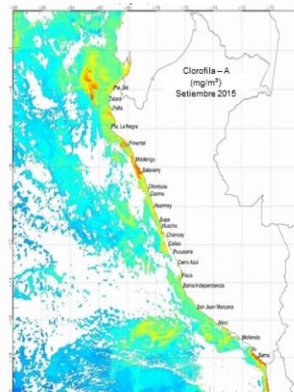 Clorofila – A
(mg/m³)
Setiembre 2015
Pta. Sal
Talara
Paita
Pta. La Negra
Pimentel
Malabrigo
Salaverry
Chimbote
Casma
Huarmey
Supe
Huacho
Chancay
Callao
Pucusana
Cerro Azul
Pisco
Bahia Independencia
San Juan Marcona
Atico
Mollendo
Ilo
Sama